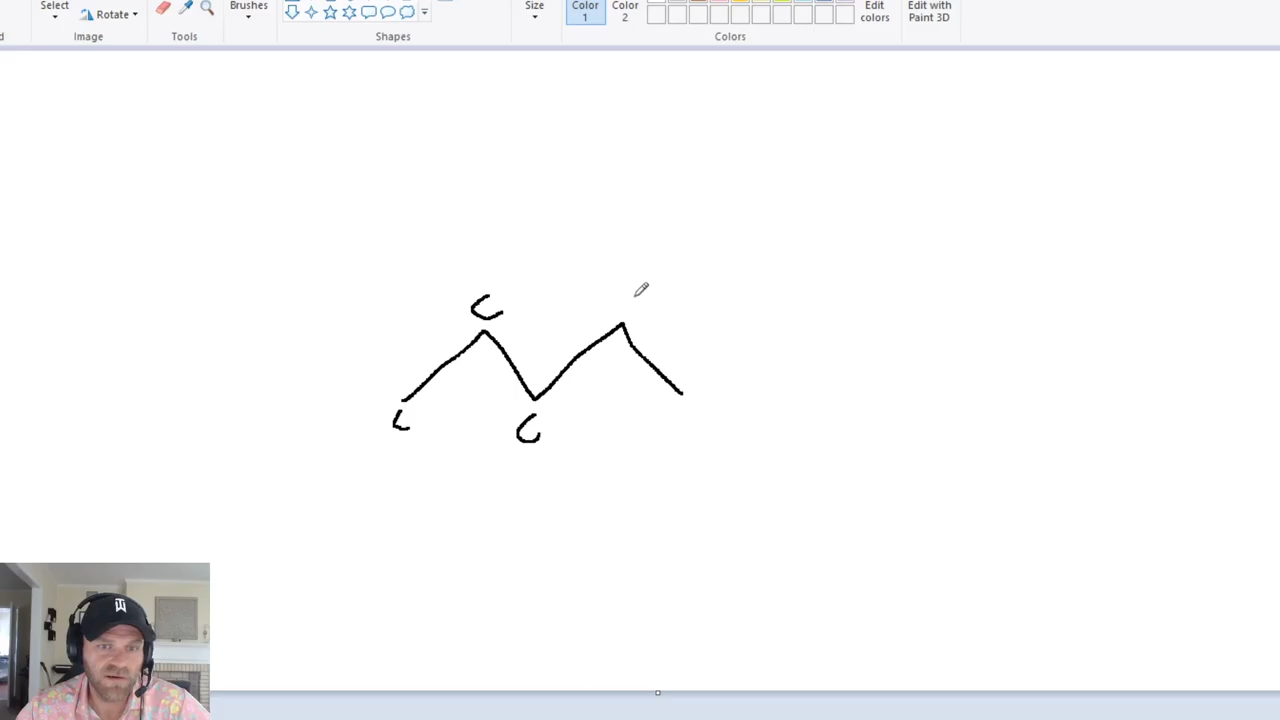 Select
Rotate
Image
Tools
Brushes
Shapes
Size
Color 1
Color 2
Colors
Edit colors
Edit with Paint 3D
C
C
C
C